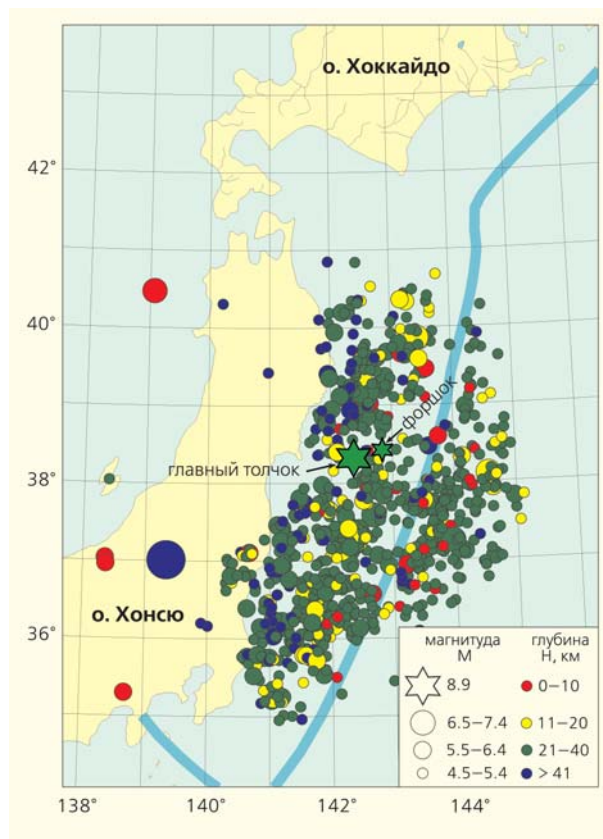 о. Хоккайдо
42°
40°
форшок
главный толчок
38°
о. Хонсю
36°
магнитуда глубина
М Н, км
8.9 0–10
6.5–7.4 11–20
5.5–6.4 21–40
4.5–5.4 > 41
138° 140° 142° 144°